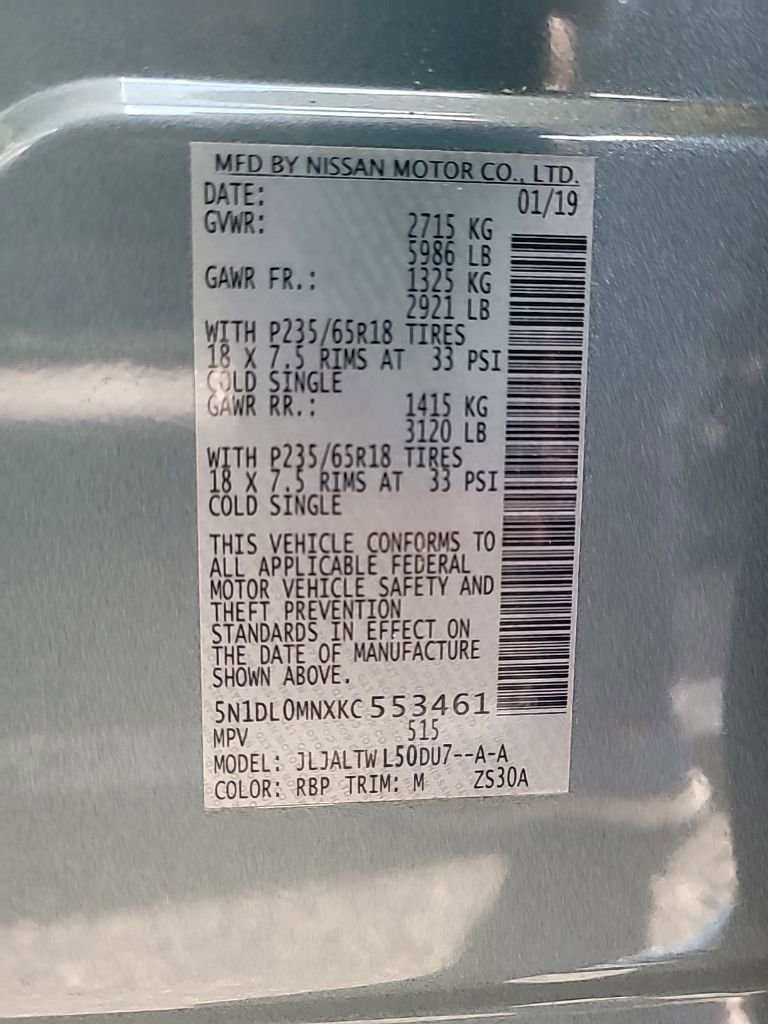 MFD BY NISSAN MOTOR CO., LTD.
DATE: 01/19
GVWR: 2715 KG
5986 LB
GAWR FR.: 1325 KG
2921 LB
WITH P235/65R18 TIRES
18 X 7.5 RIMS AT 33 PSI
COLD SINGLE
GAWR RR.: 1415 KG
3120 LB
WITH P235/65R18 TIRES
18 X 7.5 RIMS AT 33 PSI
COLD SINGLE
THIS VEHICLE CONFORMS TO
ALL APPLICABLE FEDERAL
MOTOR VEHICLE SAFETY AND
THEFT PREVENTION
STANDARDS IN EFFECT ON
THE DATE OF MANUFACTURE
SHOWN ABOVE.
5N1DL0MNXKC553461
MPV 515
MODEL: JLJALTWL50DU7--A-A
COLOR: RBP TRIM: M ZS30A